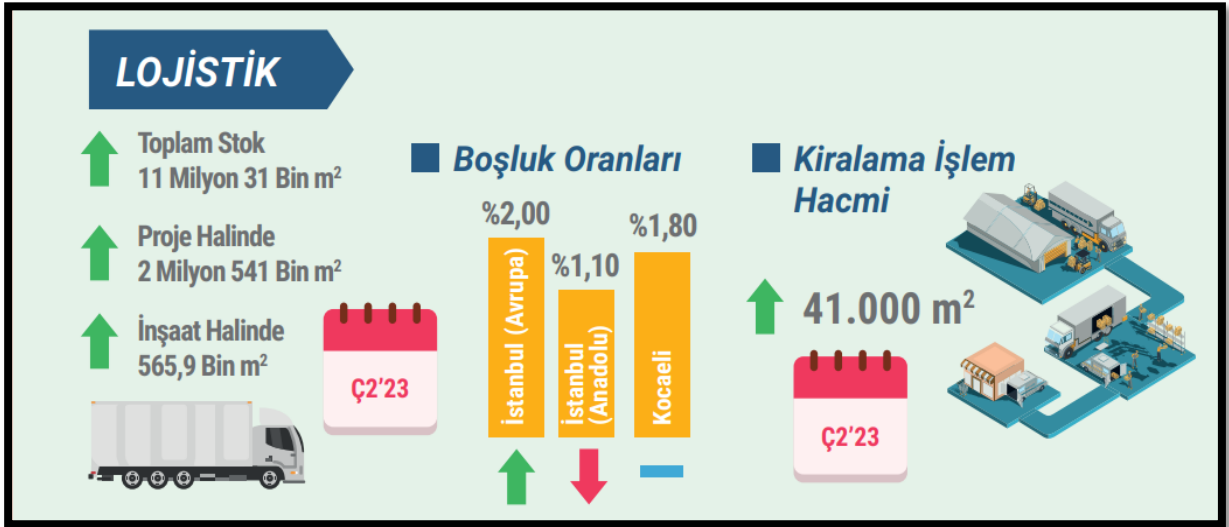 LOJİSTİK
Toplam Stok
11 Milyon 31 Bin m²
Proje Halinde
2 Milyon 541 Bin m²
İnşaat Halinde
565,9 Bin m²
Ç2’23
Boşluk Oranları
%2,00
%1,10
%1,80
İstanbul (Avrupa)
İstanbul
(Anadolu)
Kocaeli
Kiralama İşlem
Hacmi
41.000 m²
Ç2’23